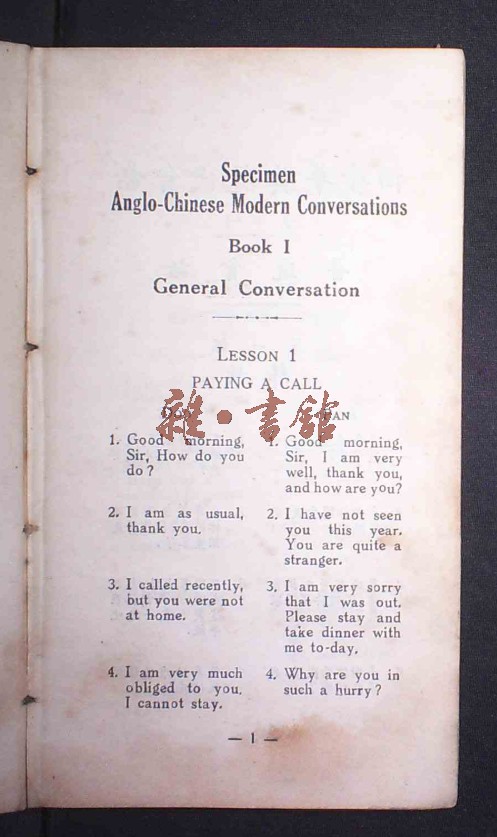 Specimen
Anglo-Chinese Modern Conversations
Book I
General Conversation
LESSON 1
PAYING A CALL
雜·書館
1. Good morning,
Sir, How do you
do?
2. I am as usual,
thank you.
3. I called recently,
but you were not
at home.
4. I am very much
obliged to you.
I cannot stay.
1. Good morning,
Sir, I am very
well, thank you,
and how are you?
2. I have not seen
you this year.
You are quite a
stranger.
3. I am very sorry
that I was out.
Please stay and
take dinner with
me to-day.
4. Why are you in
such a hurry?
— 1 —